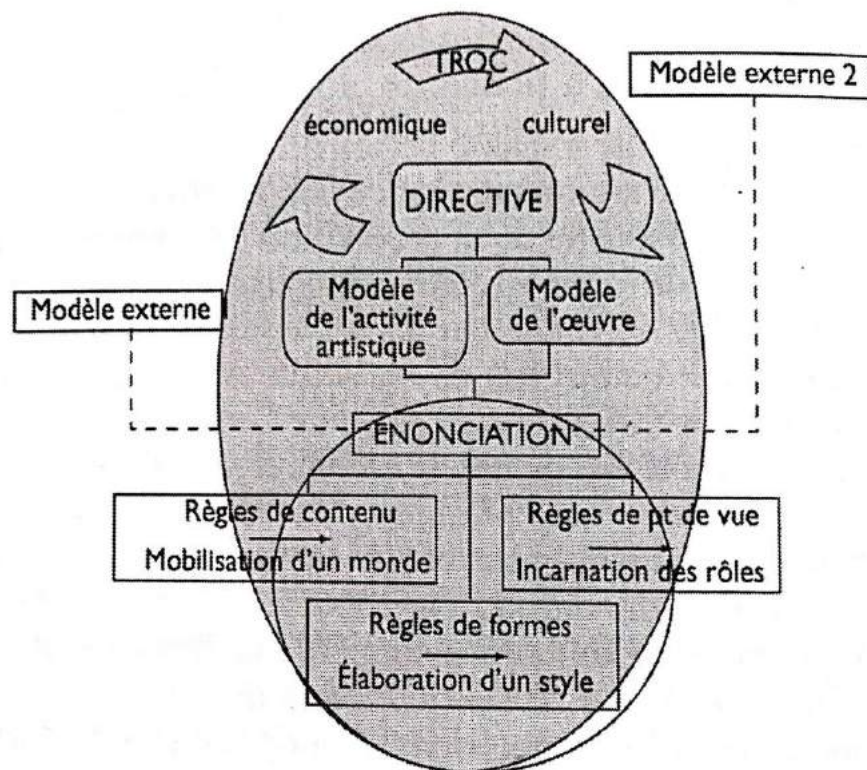 TROC
Modèle externe 2
économique
culturel
DIRECTIVE
Modèle
de l'activité
artistique
Modèle
de l'œuvre
Modèle externe I
ENONCIATION
Règles de contenu
Mobilisation d'un monde
Règles de pt de vue
Incarnation des rôles
Règles de formes
Élaboration d'un style